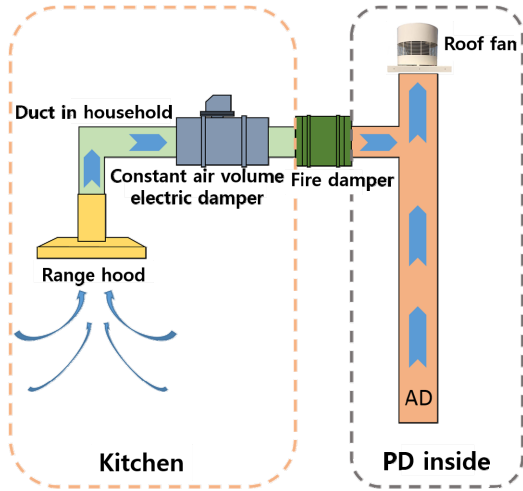 Roof fan
Duct in household
Constant air volume
electric damper
Fire damper
Range hood
AD
Kitchen
PD inside